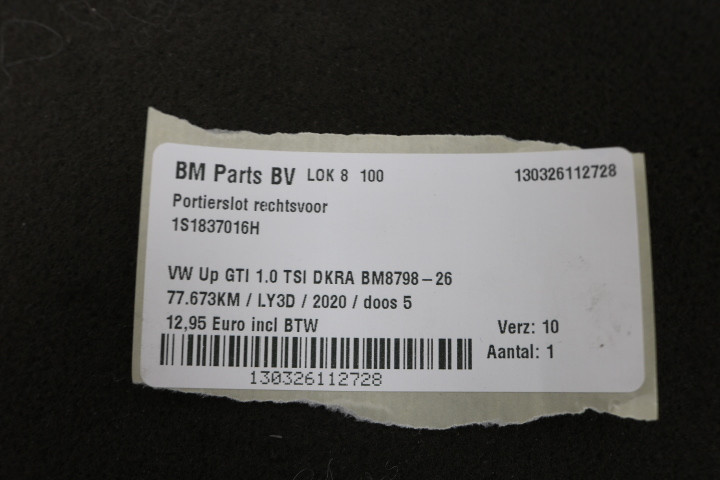 BM Parts BV LOK 8 100 130326112728
Portierslot rechtsvoor
1S1837016H
VW Up GTI 1.0 TSI DKRA BM8798-26
77.673KM / LY3D / 2020 / doos 5
12,95 Euro incl BTW Verz: 10
Aantal: 1
130326112728